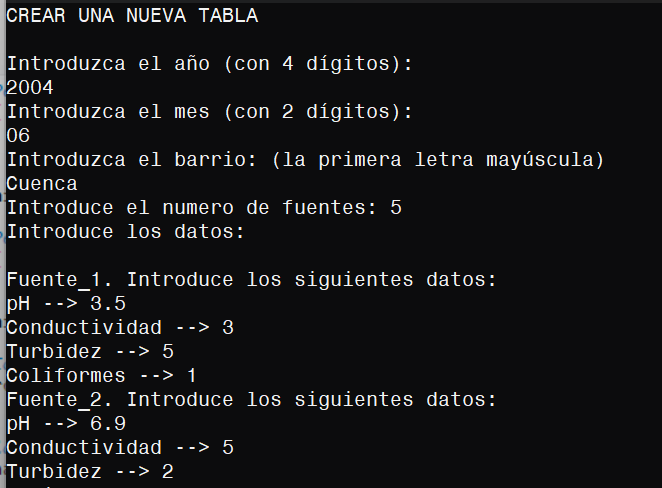 CREAR UNA NUEVA TABLA
Introduzca el año (con 4 dígitos):
2004
Introduzca el mes (con 2 dígitos):
06
Introduzca el barrio: (la primera letra mayúscula)
Cuenca
Introduce el numero de fuentes: 5
Introduce los datos:
Fuente_1. Introduce los siguientes datos:
pH --> 3.5
Conductividad --> 3
Turbidez --> 5
Coliformes --> 1
Fuente_2. Introduce los siguientes datos:
pH --> 6.9
Conductividad --> 5
Turbidez --> 2